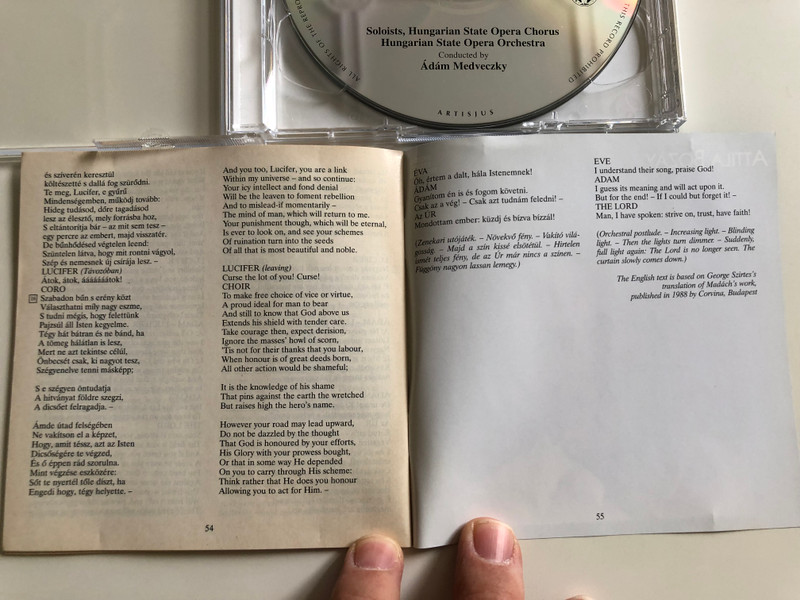 Soloists, Hungarian State Opera Chorus
Hungarian State Opera Orchestra
Conducted by
Ádám Medveczky
ARTISJUS
ALL RIGHTS OF THE
THIS RECORD PROHIBITED
és szíverén keresztül
költészetté s dallá fog szűrődni.
Te meg, Lucifer, e gyűrű
Mindenségemben, működj tovább:
Hideg tudásod, dőre tagadásod
lesz az élesztő, mely forrásba hoz,
S eltántorítja bár – az mit sem tesz –
egy percre az embert, majd visszatér.
De bűnhődésed végtelen leend:
Szüntelen látva, hogy mit rontni vágyol,
Szép és nemesnek új csírája lesz. –
LUCIFER (Távozóban)
Átok, átok, áááááátok!
CORO
Szabadon bűn s erény közt
Választhatni mily nagy eszme,
S tudni mégis, hogy felettünk
Pajzsul áll Isten kegyelme.
Tégy hát bátran és ne bánd, ha
A tömeg hálátlan is lesz,
Mert ne azt tekintse célúl,
Önbecsét csak, ki nagyot tesz,
Szégyenelve tenni másképp;
S e szégyen öntudatja
A hitványat földre szegzi,
A dicsőet felragadja. –
Ámde útad felségében
Ne vakítson el a képzet,
Hogy, amit téssz, azt az Isten
Dicsőségére te végzed,
És ő éppen rád szorulna.
Mint végzése eszközére:
Sőt te nyertél tőle díszt, ha
Engedi hogy, tégy helyette. –
And you too, Lucifer, you are a link
Within my universe – and so continue:
Your icy intellect and fond denial
Will be the leaven to foment rebellion
And to mislead-if momentarily –
The mind of man, which will return to me.
Your punishment though, which will be eternal,
Is ever to look on, and see your schemes
Of ruination turn into the seeds
Of all that is most beautiful and noble.
LUCIFER (leaving)
Curse the lot of you! Curse!
CHOIR
To make free choice of vice or virtue,
A proud ideal for man to bear
And still to know that God above us
Extends his shield with tender care.
Take courage then, expect derision,
Ignore the masses' howl of scorn,
'Tis not for their thanks that you labour,
When honour is of great deeds born,
All other action would be shameful;
It is the knowledge of his shame
That pins against the earth the wretched
But raises high the hero's name.
However your road may lead upward,
Do not be dazzled by the thought
That God is honoured by your efforts,
His Glory with your prowess bought,
Or that in some way He depended
On you to carry through His scheme:
Think rather that He does you honour
Allowing you to act for Him. –
54
ÉVA
Óh, értem a dalt, hála Istenemnek!
ÁDÁM
Gyanítom én is és fogom követni.
Csak az a vég! – Csak azt tudnám feledni! –
Az ÚR
Mondottam ember: küzdj és bízva bízzál!
(Zenekari utójáték. – Növekvő fény. – Vakító világosság.
– Majd a szín kissé elsötétül. – Hirtelen
ismét teljes fény, de az Úr már nincs a színen. –
Függöny nagyon lassan lemegy.)
EVE
I understand their song, praise God!
ADAM
I guess its meaning and will act upon it.
But for the end! – If I could but forget it! –
THE LORD
Man, I have spoken: strive on, trust, have faith!
(Orchestral postlude. – Increasing light. – Blinding
light. – Then the lights turn dimmer. – Suddenly,
full light again: The Lord is no longer seen. The
curtain slowly comes down.)
The English text is based on George Szirtes's
translation of Madách's work,
published in 1988 by Corvina, Budapest
55